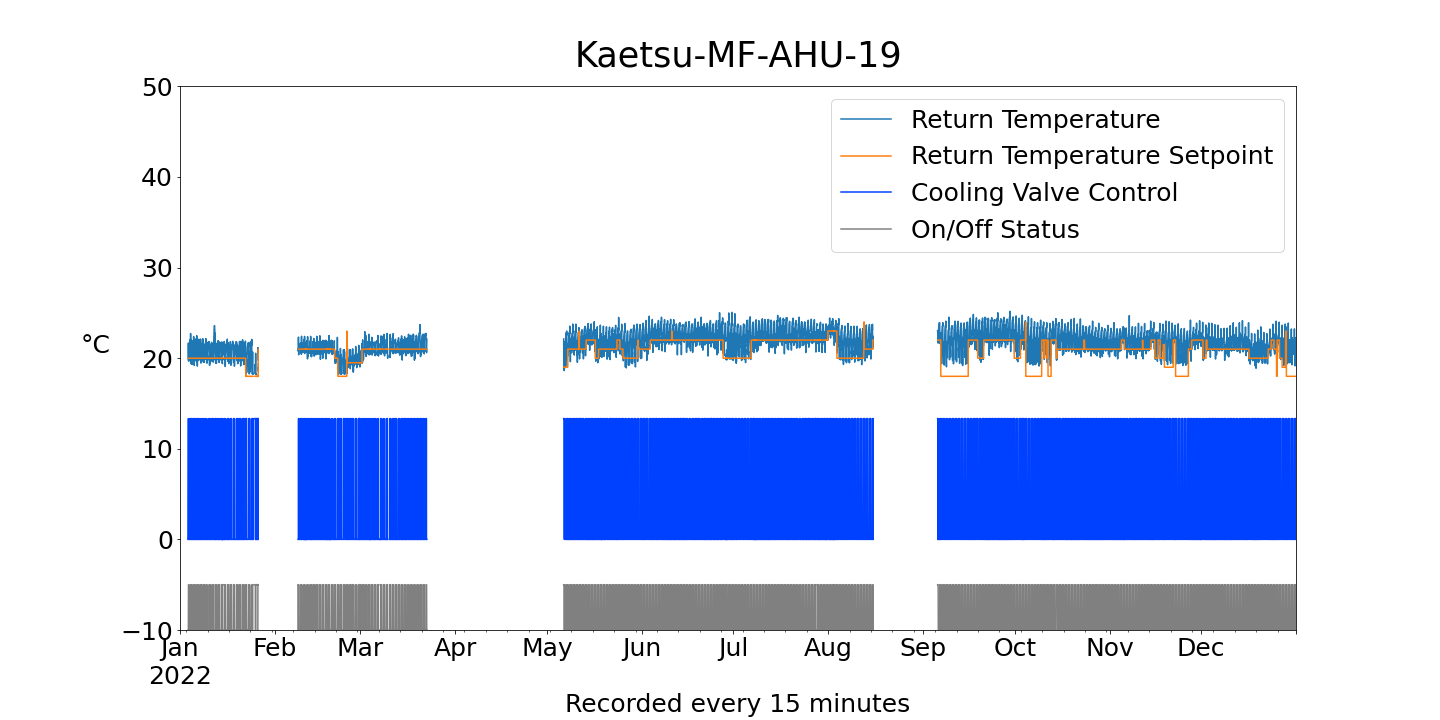 Kaetsu-MF-AHU-19
50
40
30
20
10
0
−10
°C
Return Temperature
Return Temperature Setpoint
Cooling Valve Control
On/Off Status
Jan Feb Mar Apr May Jun Jul Aug Sep Oct Nov Dec
2022
Recorded every 15 minutes